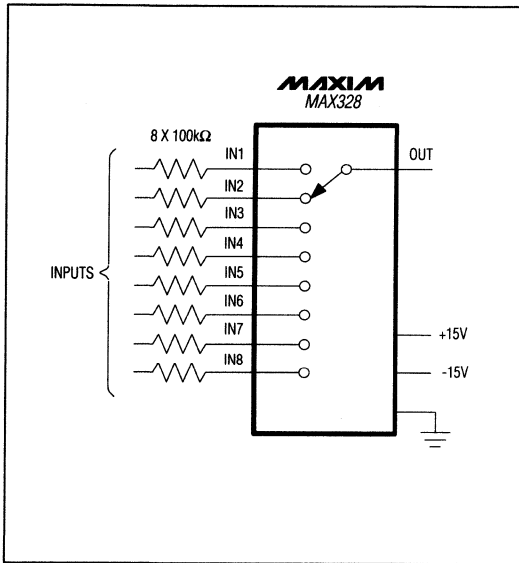 MAXIM
MAX328
8 X 100kΩ
IN1
OUT
IN2
IN3
IN4
INPUTS
IN5
IN6
IN7
+15V
IN8
-15V